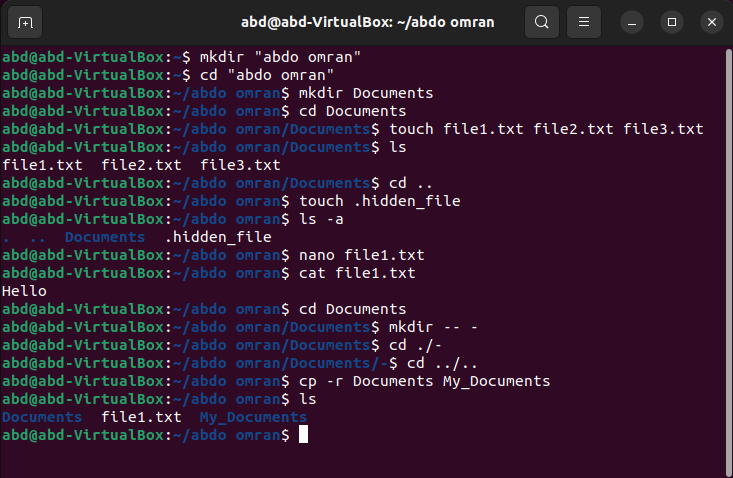 abd@abd-VirtualBox: ~/abdo omran
abd@abd-VirtualBox:~$ mkdir "abdo omran"
abd@abd-VirtualBox:~$ cd "abdo omran"
abd@abd-VirtualBox:~/abdo omran$ mkdir Documents
abd@abd-VirtualBox:~/abdo omran$ cd Documents
abd@abd-VirtualBox:~/abdo omran/Documents$ touch file1.txt file2.txt file3.txt
abd@abd-VirtualBox:~/abdo omran/Documents$ ls
file1.txt  file2.txt  file3.txt
abd@abd-VirtualBox:~/abdo omran/Documents$ cd ..
abd@abd-VirtualBox:~/abdo omran$ touch .hidden_file
abd@abd-VirtualBox:~/abdo omran$ ls -a
.  ..  Documents  .hidden_file
abd@abd-VirtualBox:~/abdo omran$ nano file1.txt
abd@abd-VirtualBox:~/abdo omran$ cat file1.txt
Hello
abd@abd-VirtualBox:~/abdo omran$ cd Documents
abd@abd-VirtualBox:~/abdo omran/Documents$ mkdir -- -
abd@abd-VirtualBox:~/abdo omran/Documents$ cd ./-
abd@abd-VirtualBox:~/abdo omran/Documents/-$ cd ../..
abd@abd-VirtualBox:~/abdo omran$ cp -r Documents My_Documents
abd@abd-VirtualBox:~/abdo omran$ ls
Documents  file1.txt  My_Documents
abd@abd-VirtualBox:~/abdo omran$